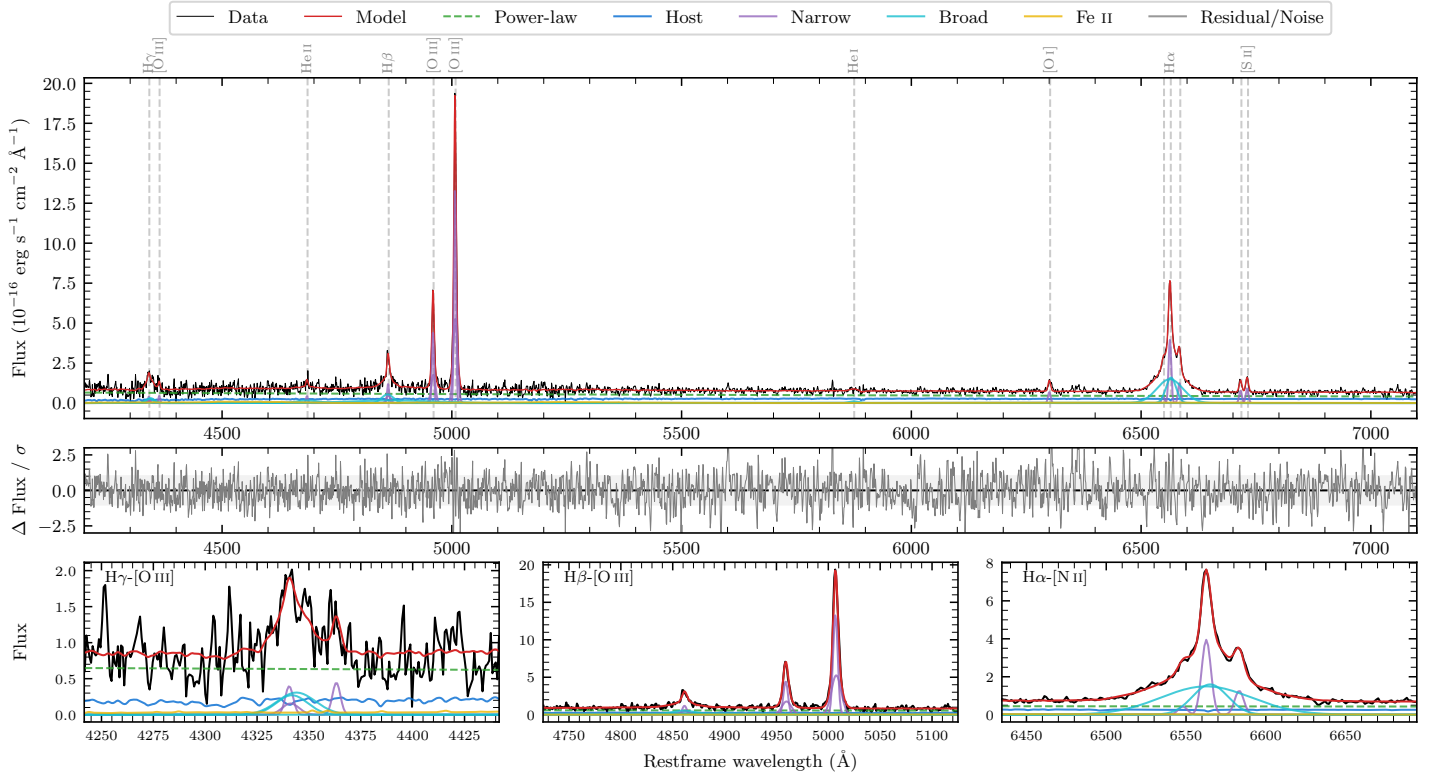 Data Model Power-law Host Narrow Broad Fe II Residual/Noise
Hγ [O III] He II Hβ [O III] [O III] He I [O I] Hα [S II]
Flux (10⁻¹⁶ erg s⁻¹ cm⁻² Å⁻¹)
20.0
17.5
15.0
12.5
10.0
7.5
5.0
2.5
0.0
4500 5000 5500 6000 6500 7000
Δ Flux / σ
2.5
0.0
−2.5
4500 5000 5500 6000 6500 7000
Flux
Hγ-[O III]
2.0
1.5
1.0
0.5
0.0
4250 4275 4300 4325 4350 4375 4400 4425
Hβ-[O III]
20
15
10
5
0
4750 4800 4850 4900 4950 5000 5050 5100
Hα-[N II]
8
6
4
2
0
6450 6500 6550 6600 6650
Restframe wavelength (Å)